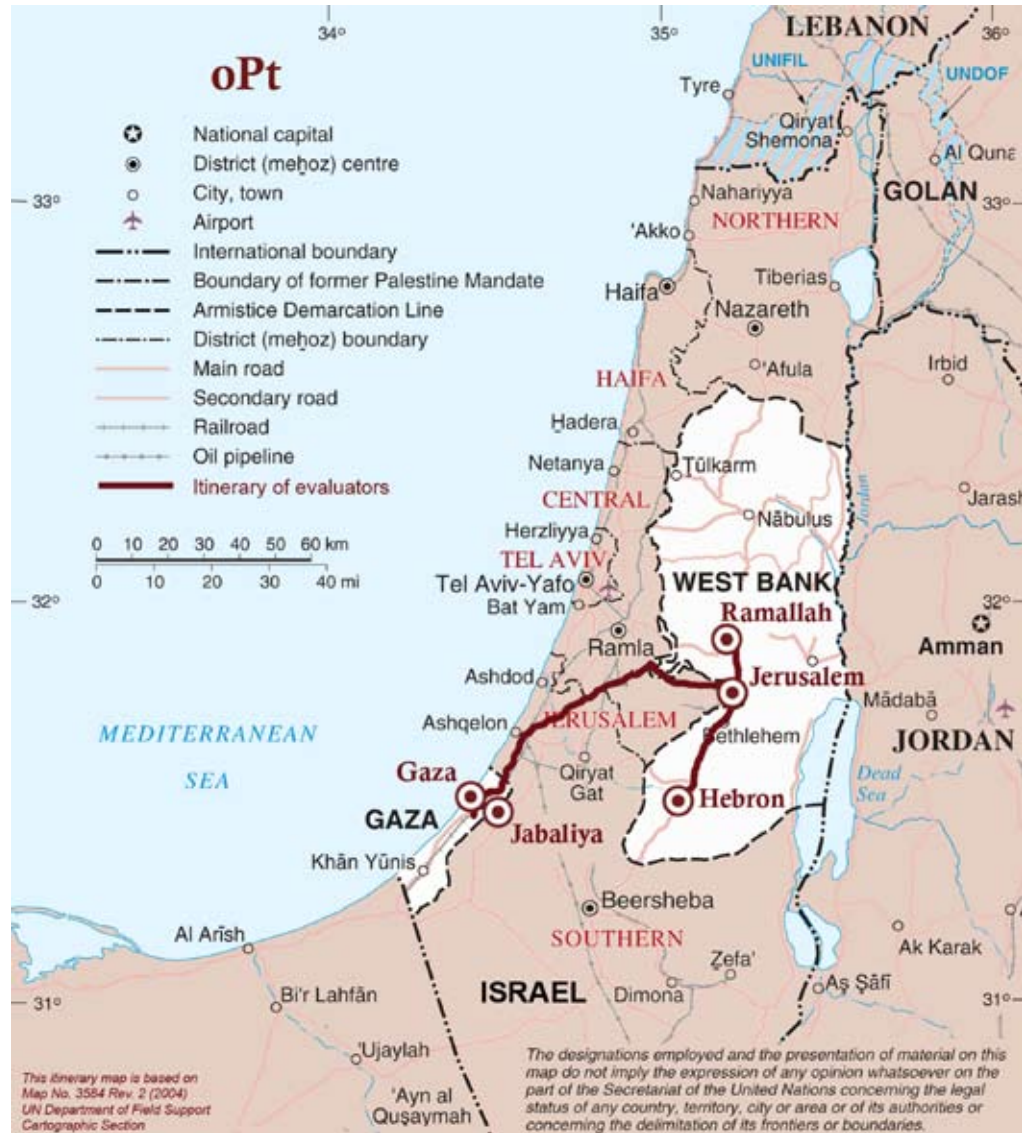 34°
35°
36°
LEBANON
oPt
UNIFIL
UNDOF
Tyre
Qiryat
Shemona
Al Quna
National capital
District (meḫoz) centre
City, town
Airport
International boundary
Boundary of former Palestine Mandate
Armistice Demarcation Line
District (meḫoz) boundary
Main road
Secondary road
Railroad
Oil pipeline
Itinerary of evaluators
0 10 20 30 40 50 60 km
0 10 20 30 40 mi
33°
33°
Nahariyya
GOLAN
NORTHERN
'Akko
Tiberias
Haifa
Nazareth
'Afula
Irbid
HAIFA
Ḫadera
Netanya
Tūlkarm
CENTRAL
Jordan
Jarash
Nābulus
Herzliyya
TEL AVIV
Tel Aviv-Yafo
WEST BANK
32°
32°
Bat Yam
Ramallah
Amman
Ramla
Jerusalem
Ashdod
Mādabā
Ashqelon
JERUSALEM
MEDITERRANEAN
SEA
Bethlehem
JORDAN
Gaza
Qiryat
Gat
Dead
Sea
Hebron
GAZA
Jabaliya
Khān Yūnis
Beersheba
Al Arīsh
SOUTHERN
Ak Karak
Z̧efa'
Bi'r Lahfān
ISRAEL
Dimona
Aş Şāfī
31°
31°
'Ujaylah
'Ayn al
Quşaymah
This itinerary map is based on
Map No. 3584 Rev. 2 (2004)
UN Department of Field Support
Cartographic Section
The designations employed and the presentation of material on this
map do not imply the expression of any opinion whatsoever on the
part of the Secretariat of the United Nations concerning the legal
status of any country, territory, city or area or of its authorities or
concerning the delimitation of its frontiers or boundaries.